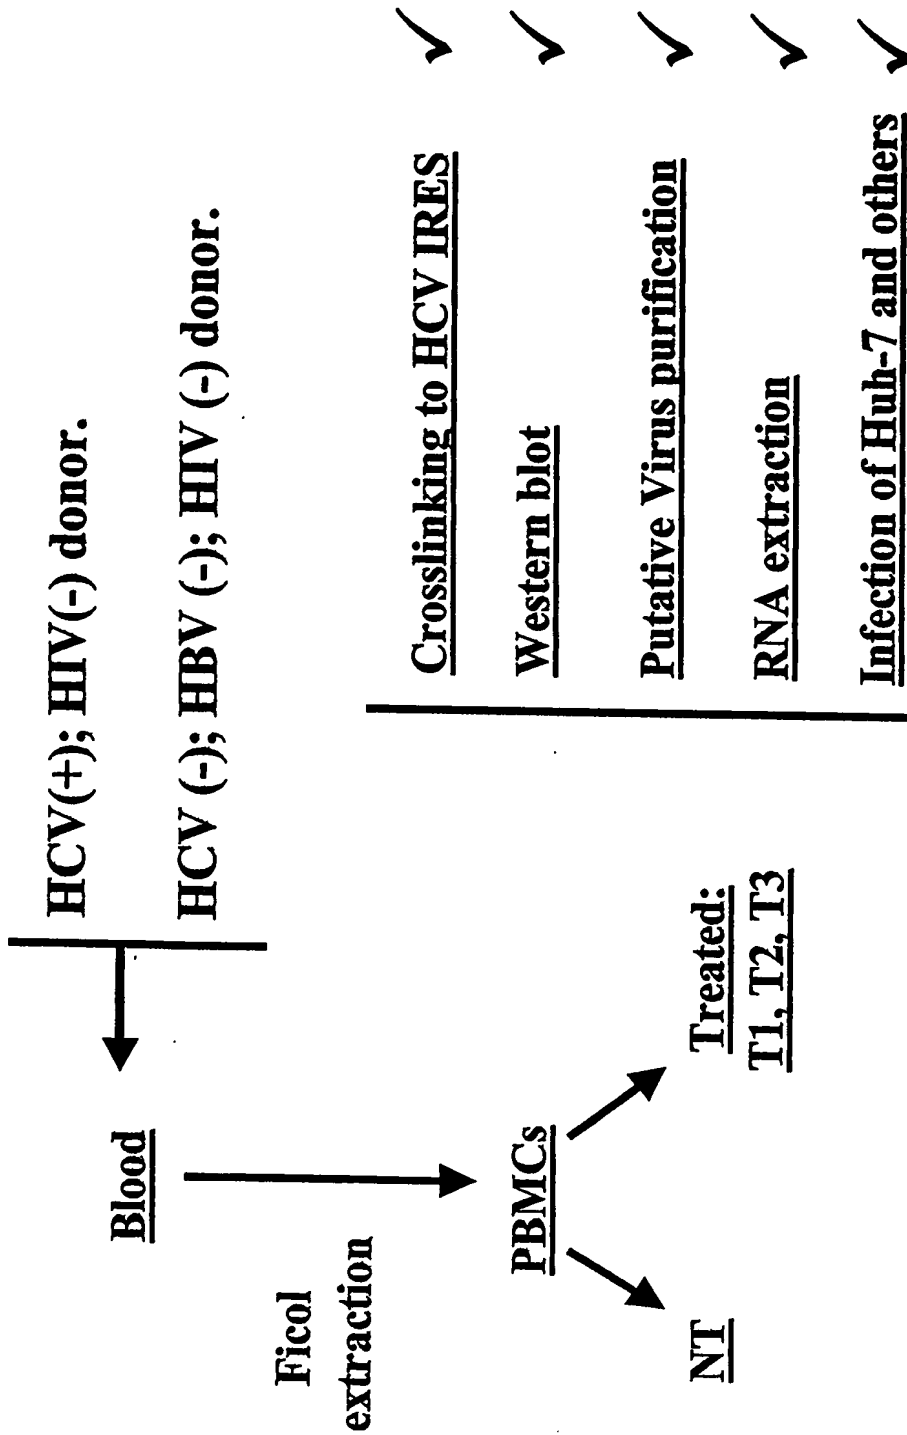 HCV(+); HIV(-) donor.
HCV (-); HBV (-); HIV (-) donor.
Blood
Ficol
extraction
PBMCs
NT
Treated:
T1, T2, T3
Crosslinking to HCV IRES
Western blot
Putative Virus purification
RNA extraction
Infection of Huh-7 and others